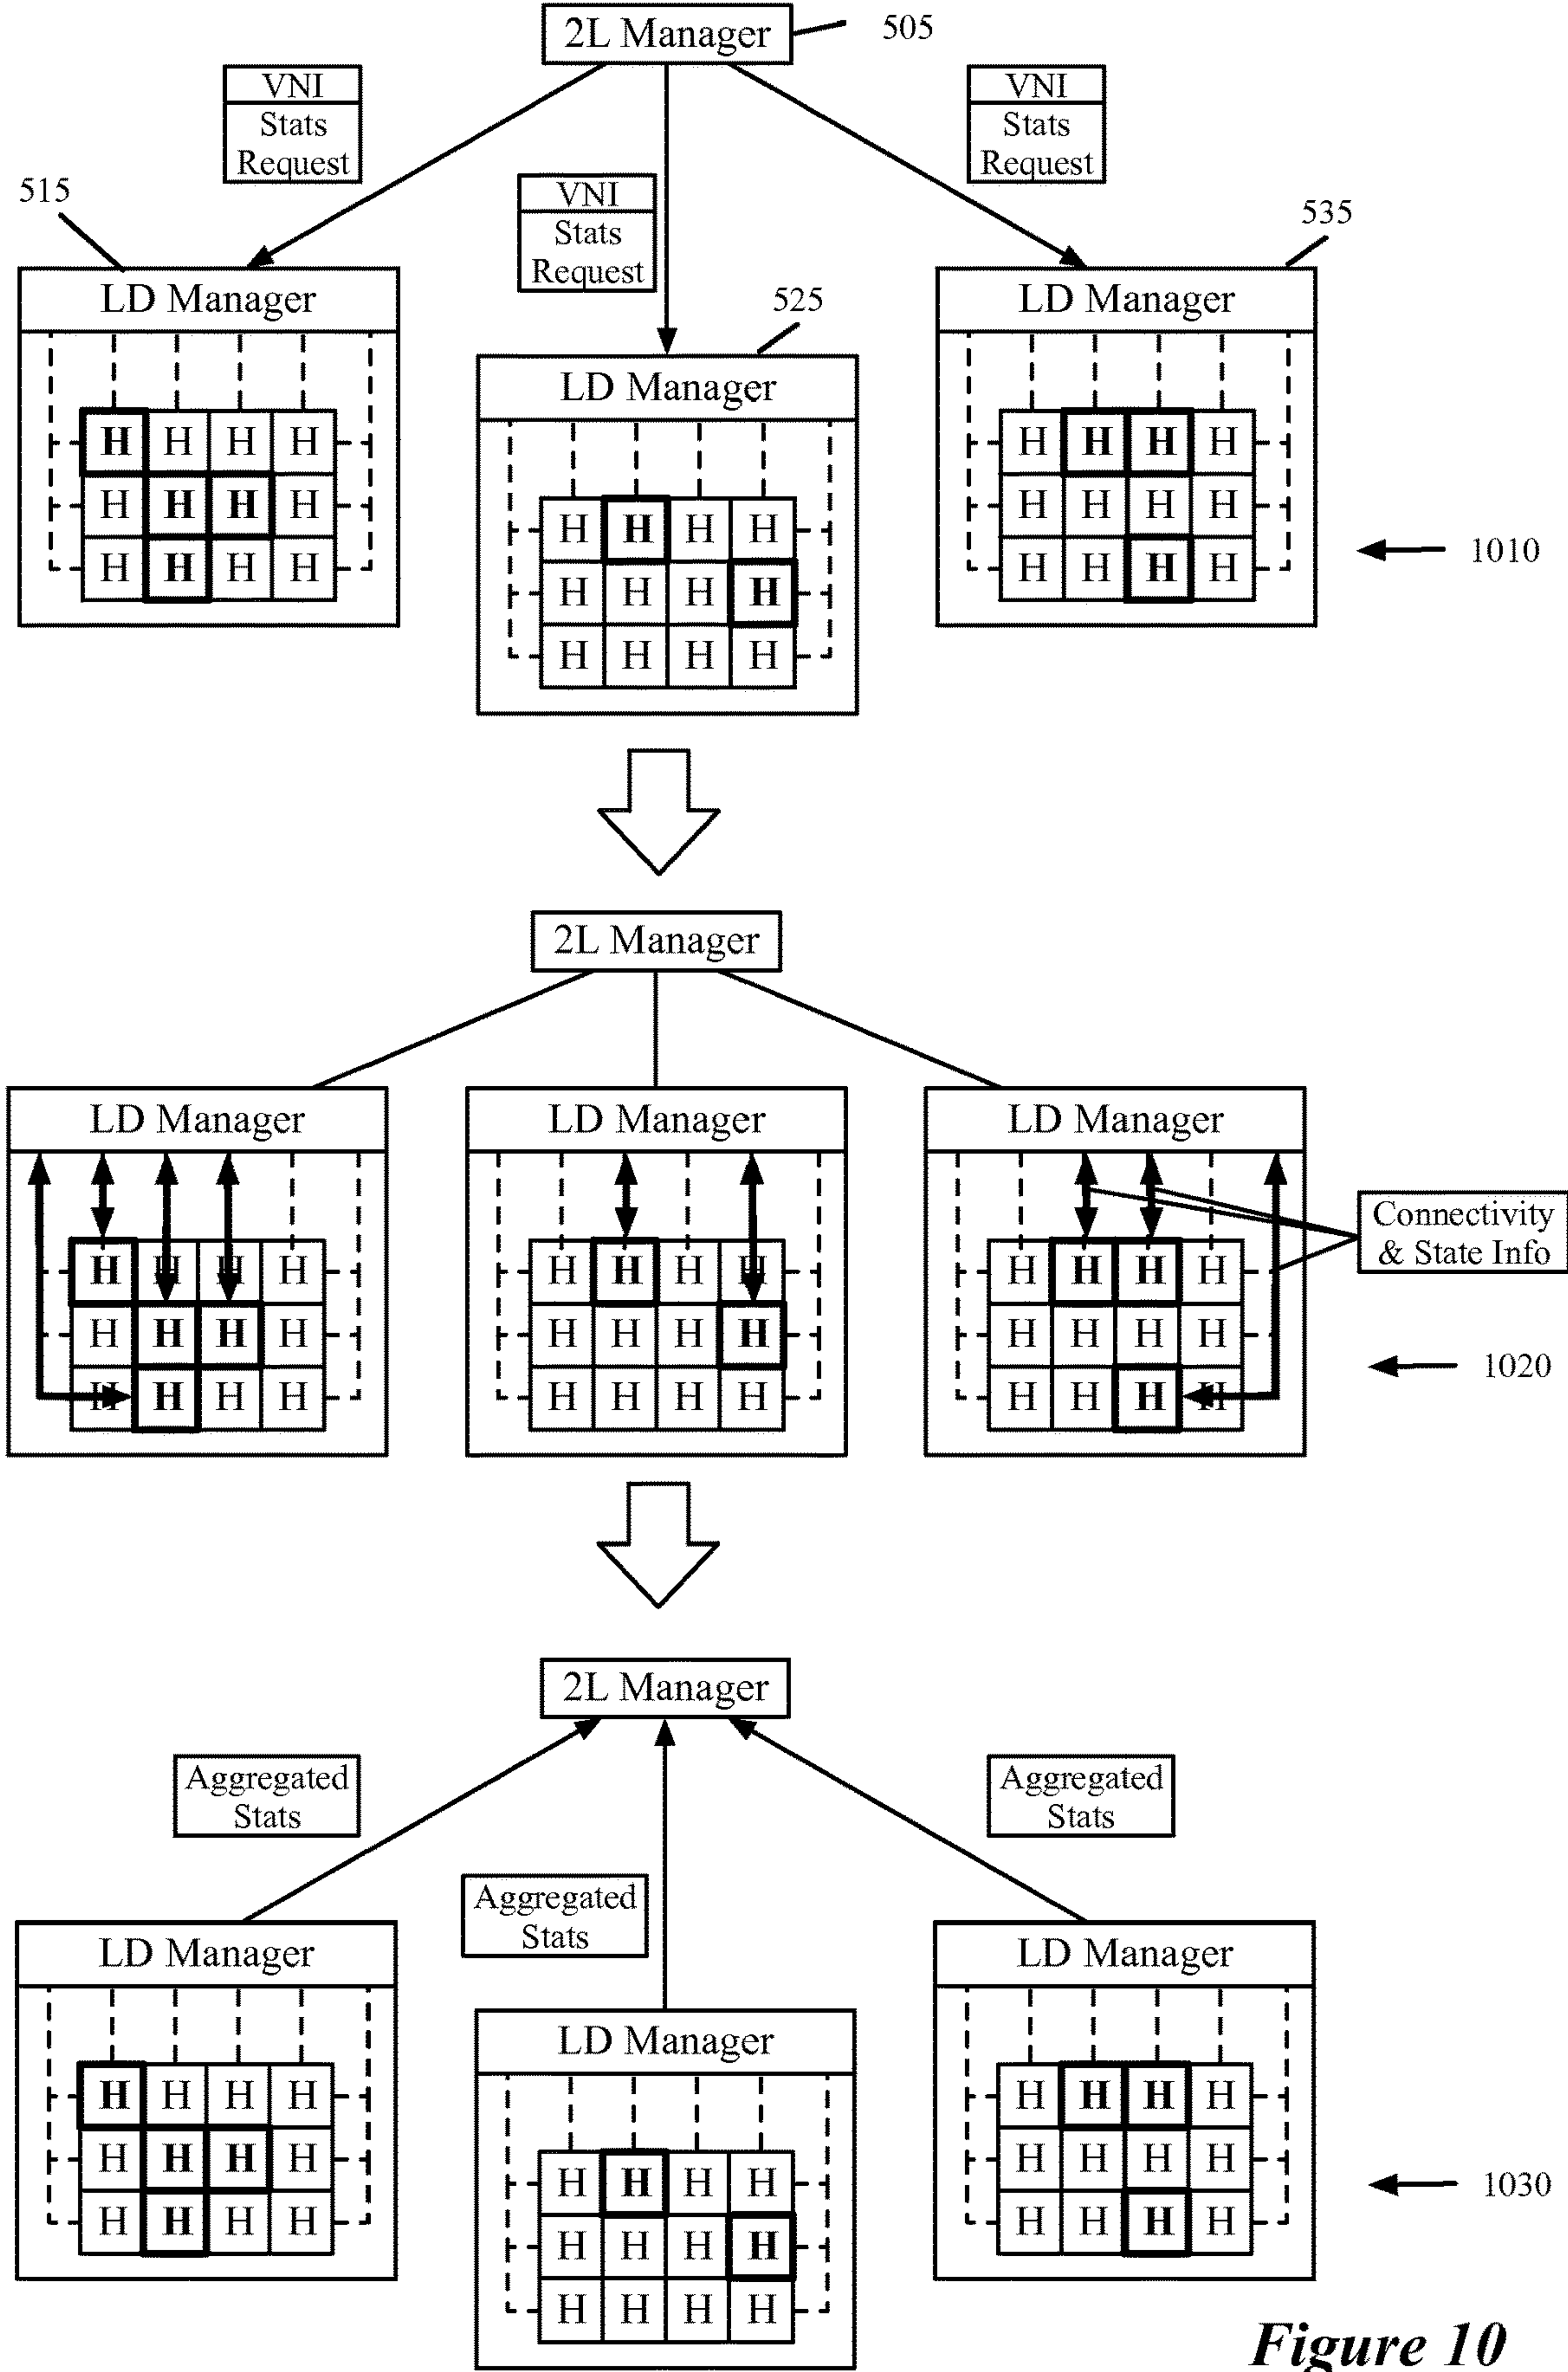 2L Manager 505
VNI
Stats
Request
VNI
Stats
Request
VNI
Stats
Request
515
525
535
LD Manager
H H H H
H H H H
H H H H
LD Manager
H H H H
H H H H
H H H H
LD Manager
H H H H
H H H H
H H H H
1010
2L Manager
LD Manager
H H H H
H H H H
H H H H
LD Manager
H H H H
H H H H
H H H H
LD Manager
H H H H
H H H H
H H H H
Connectivity
& State Info
1020
2L Manager
Aggregated
Stats
Aggregated
Stats
Aggregated
Stats
LD Manager
H H H H
H H H H
H H H H
LD Manager
H H H H
H H H H
H H H H
LD Manager
H H H H
H H H H
H H H H
1030
Figure 10